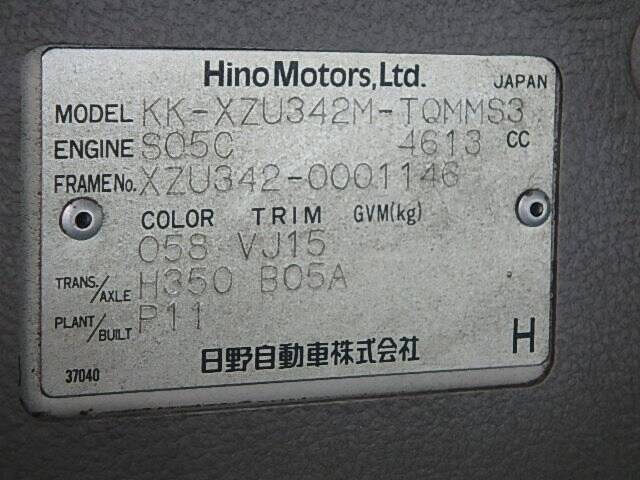 Hino Motors, Ltd. JAPAN
MODEL KK-XZU342M-TQMMS3
ENGINE S05C 4613 CC
FRAME No. XZU342-0001146
COLOR TRIM GVM(kg)
058 VJ15
TRANS./AXLE H350 B05A
PLANT/BUILT P11
日野自動車株式会社 H
37040